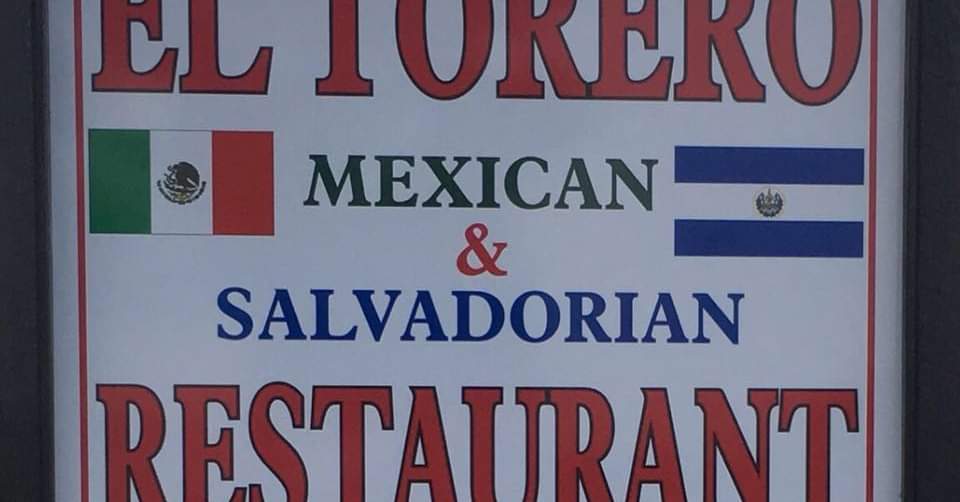 EL TORERO
MEXICAN
&
SALVADORIAN
RESTAURANT